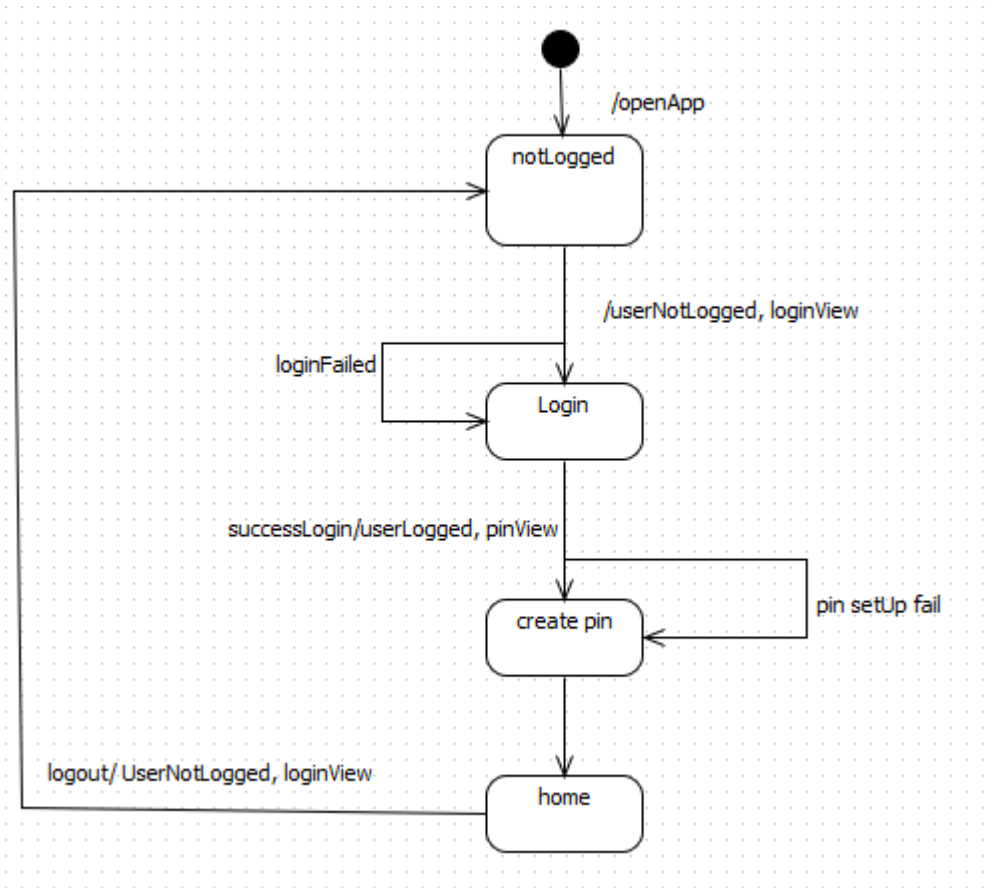 /openApp
notLogged
/userNotLogged, loginView
loginFailed
Login
successLogin/userLogged, pinView
pin setUp fail
create pin
logout/ UserNotLogged, loginView
home